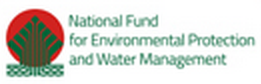 National Fund
for Environmental Protection
and Water Management